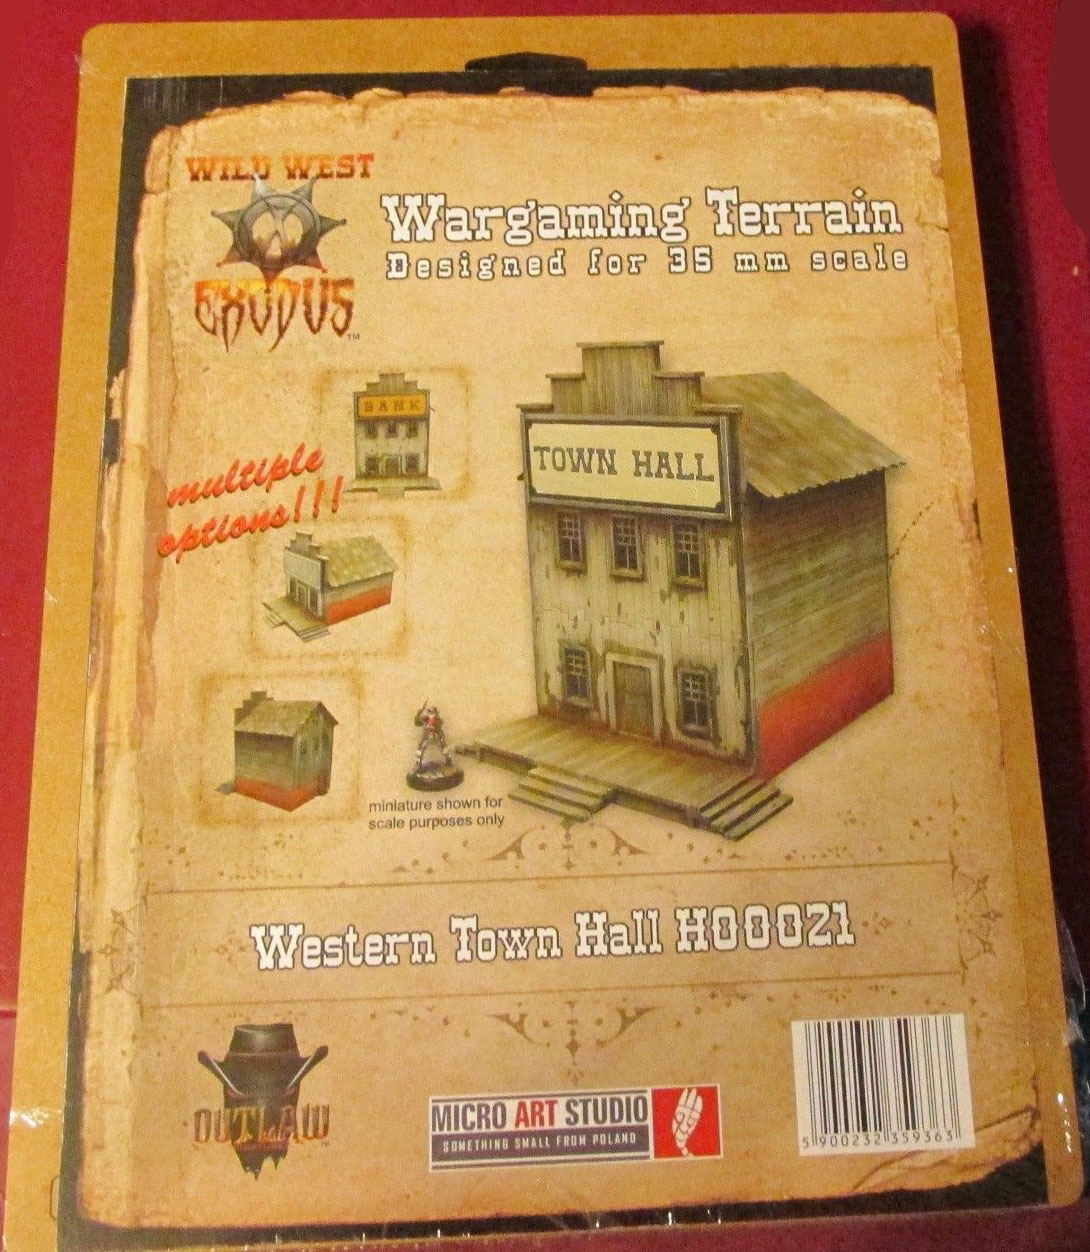 WILD WEST
EXODUS™
Wargaming Terrain
Designed for 35 mm scale
BANK
multiple
options!!!
TOWN HALL
miniature shown for
scale purposes only
Western Town Hall H00021
OUTLAW
MICRO ART STUDIO
SOMETHING SMALL FROM POLAND
5 900232 359363